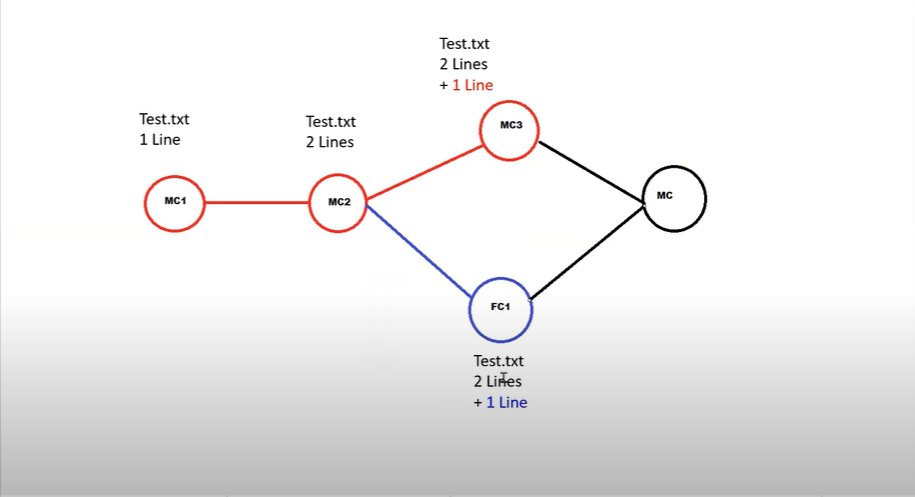 Test.txt
2 Lines
+ 1 Line
MC3
Test.txt
1 Line
Test.txt
2 Lines
MC1
MC2
MC
FC1
Test.txt
2 Lines
+ 1 Line